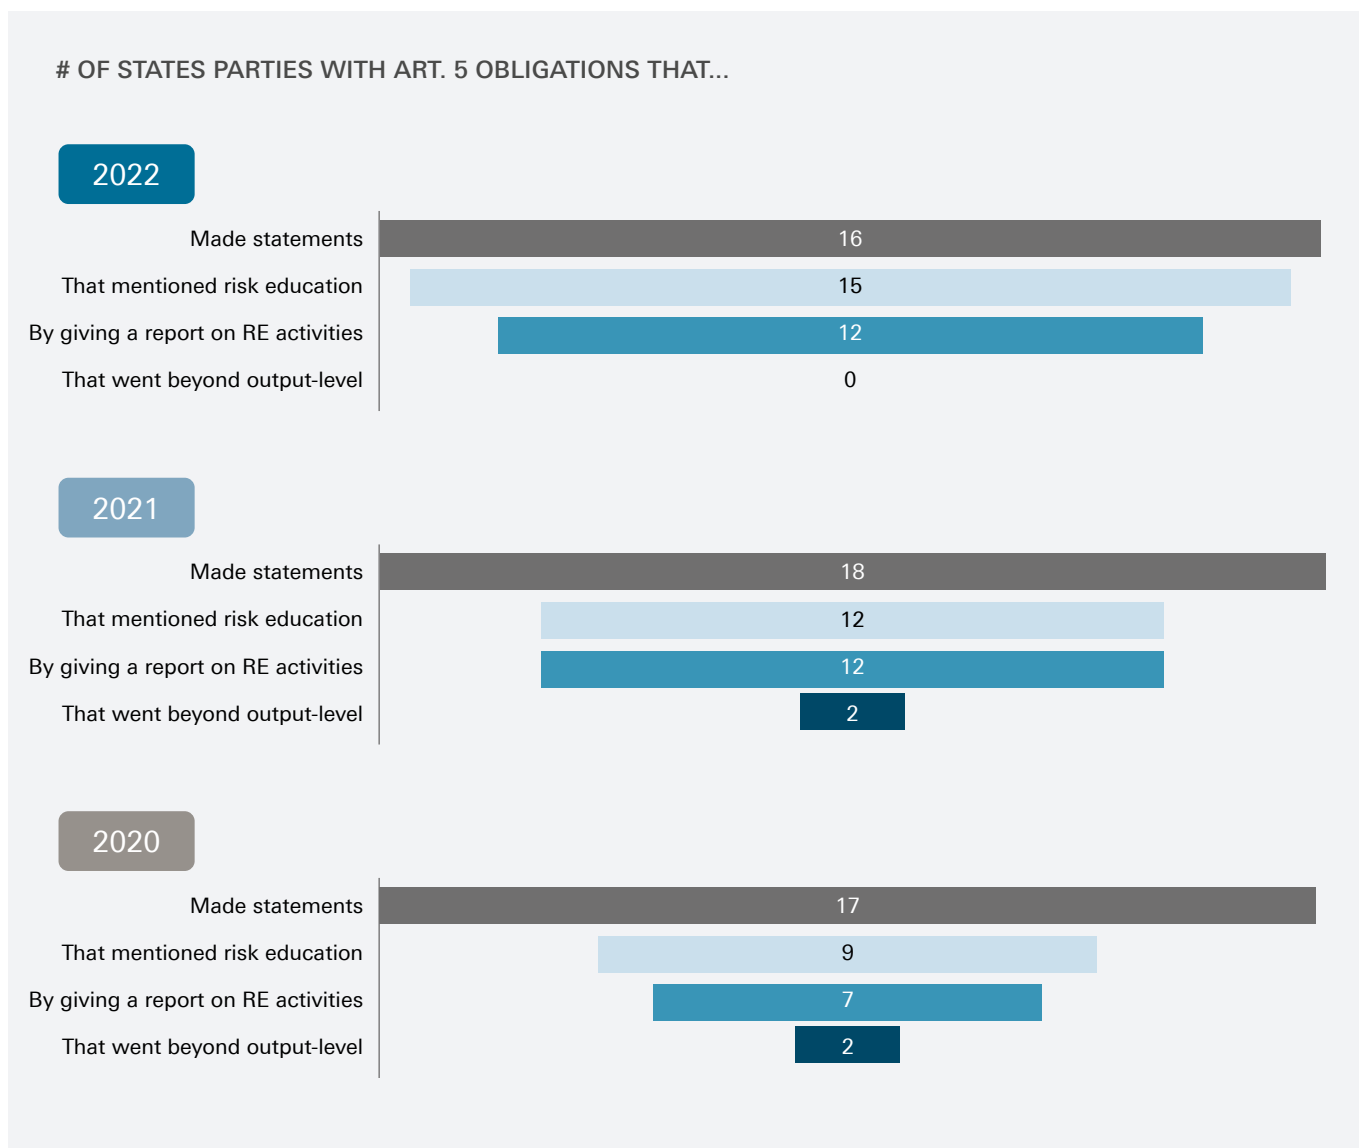 # OF STATES PARTIES WITH ART. 5 OBLIGATIONS THAT...
2022
Made statements 16
That mentioned risk education 15
By giving a report on RE activities 12
That went beyond output-level 0
2021
Made statements 18
That mentioned risk education 12
By giving a report on RE activities 12
That went beyond output-level 2
2020
Made statements 17
That mentioned risk education 9
By giving a report on RE activities 7
That went beyond output-level 2